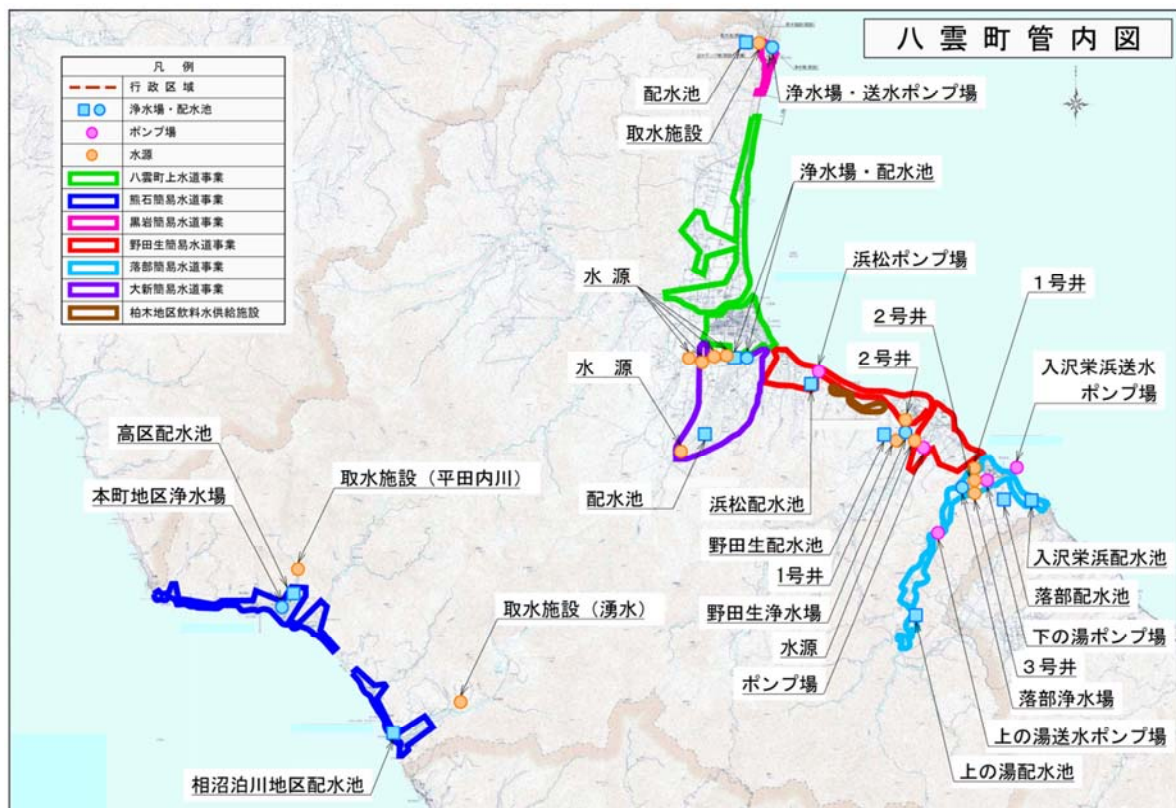 八雲町管内図
凡　例
行政区域
浄水場・配水池
ポンプ場
水源
八雲町上水道事業
熊石簡易水道事業
黒岩簡易水道事業
野田生簡易水道事業
落部簡易水道事業
大新簡易水道事業
柏木地区飲料水供給施設
配水池
浄水場・送水ポンプ場
取水施設
浄水場・配水池
水 源
浜松ポンプ場
1号井
2号井
2号井
入沢栄浜送水
ポンプ場
水　源
高区配水池
取水施設（平田内川）
本町地区浄水場
配水池
浜松配水池
野田生配水池
1号井
野田生浄水場
水源
ポンプ場
入沢栄浜配水池
落部配水池
下の湯ポンプ場
3号井
落部浄水場
上の湯送水ポンプ場
上の湯配水池
取水施設（湧水）
相沼泊川地区配水池